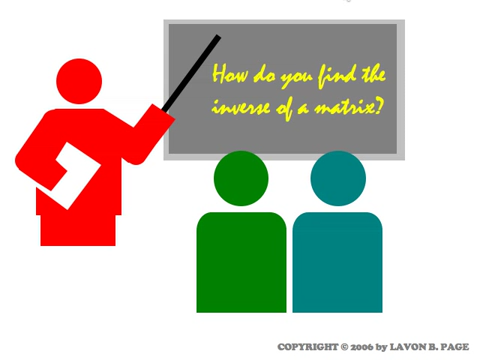 How do you find the
inverse of a matrix?
COPYRIGHT © 2006 by LAVON B. PAGE